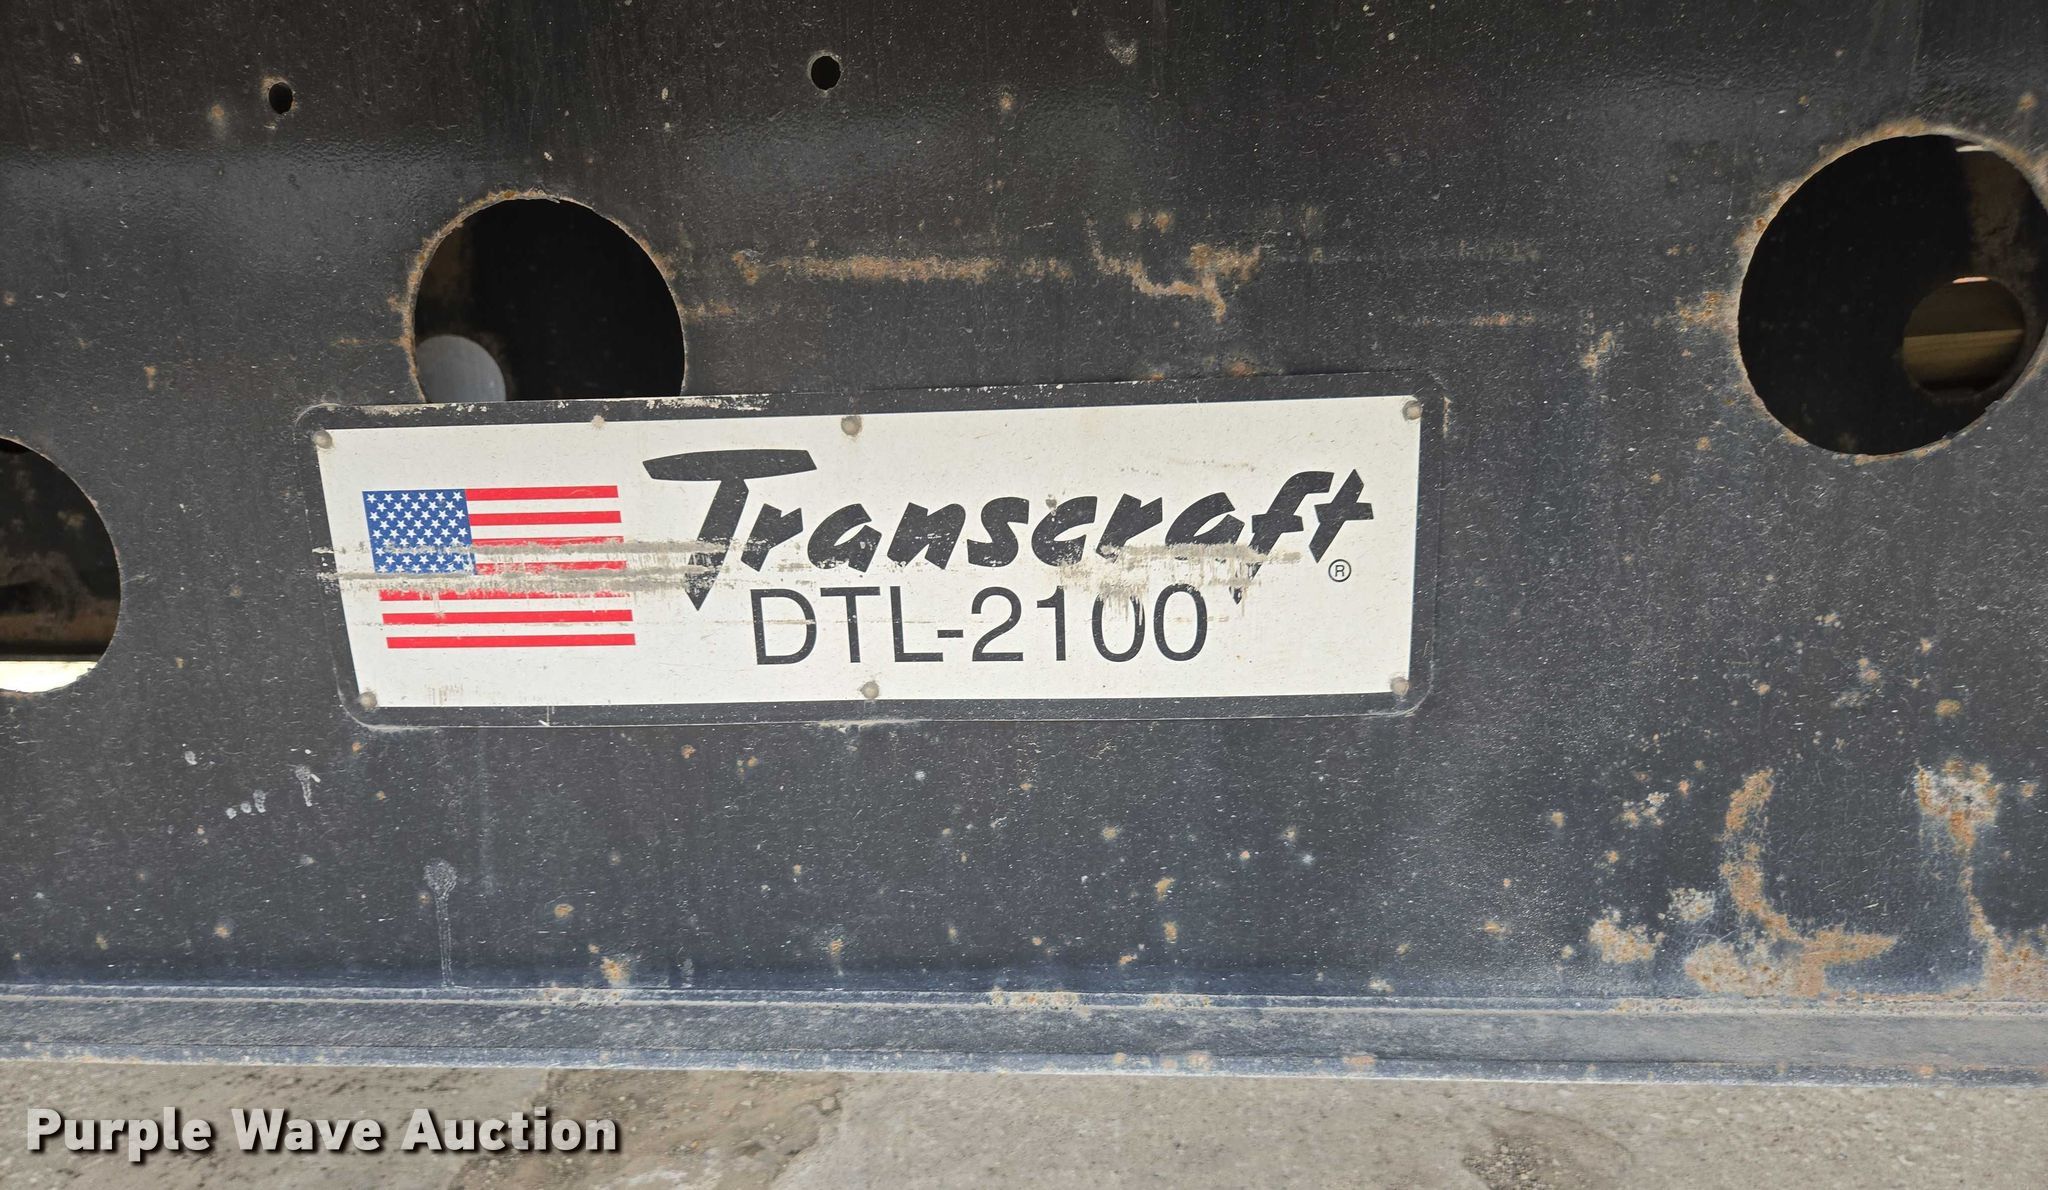 Transcraft®
DTL-2100
Purple Wave Auction